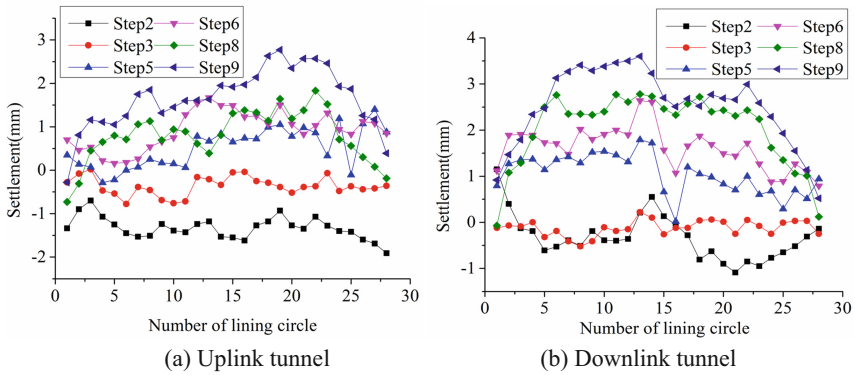 Step2 Step6
Step3 Step8
Step5 Step9
3
2
1
0
-1
-2
Settlement(mm)
0 5 10 15 20 25 30
Number of lining circle
(a) Uplink tunnel
Step2 Step6
Step3 Step8
Step5 Step9
5
4
3
2
1
0
-1
Settlement(mm)
0 5 10 15 20 25 30
Number of lining circle
(b) Downlink tunnel